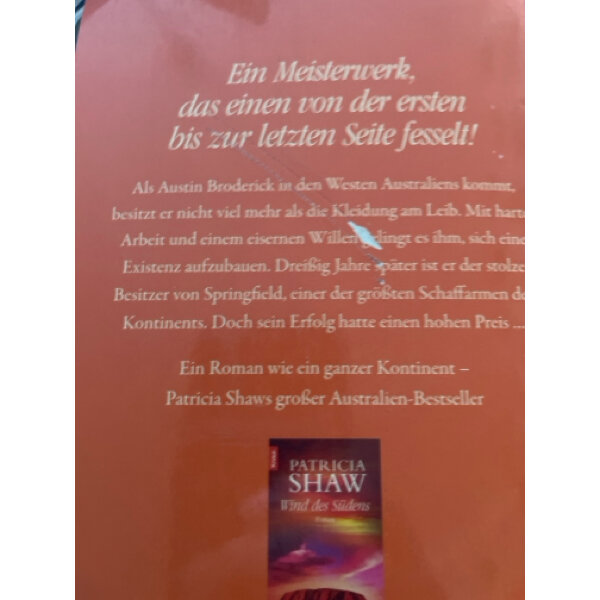 Ein Meisterwerk,
das einen von der ersten
bis zur letzten Seite fesselt!
Als Austin Broderick in den Westen Australiens kommt,
besitzt er nicht viel mehr als die Kleidung am Leib. Mit harte
Arbeit und einem eisernen Willen gelingt es ihm, sich eine
Existenz aufzubauen. Dreißig Jahre später ist er der stolze
Besitzer von Springfield, einer der größten Schaffarmen de
Kontinents. Doch sein Erfolg hatte einen hohen Preis ...
Ein Roman wie ein ganzer Kontinent –
Patricia Shaws großer Australien-Bestseller
PATRICIA
SHAW
Wind des Südens